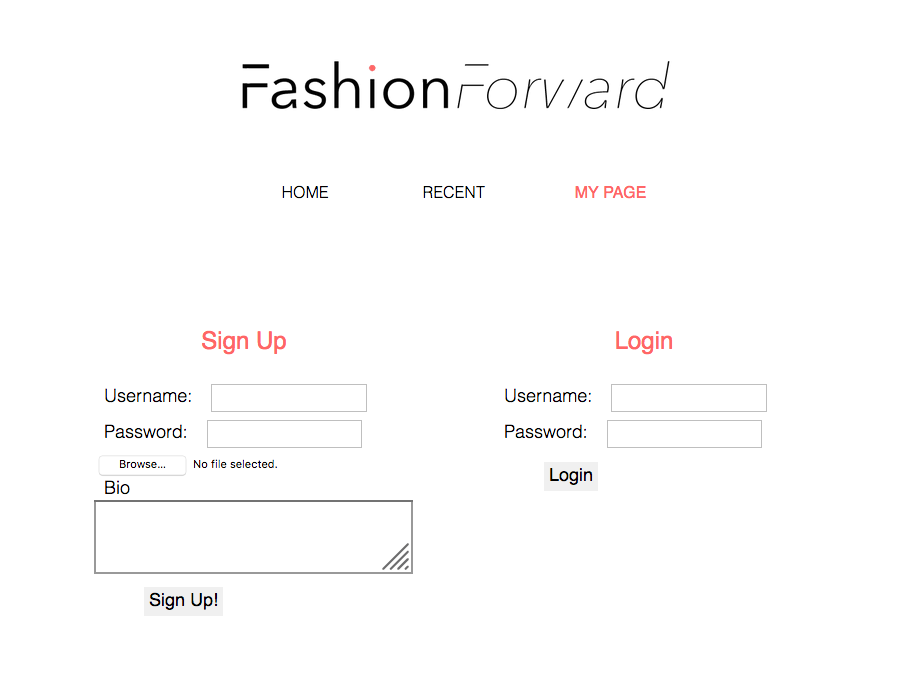 FashionForward
HOME RECENT MY PAGE
Sign Up
Username:
Password:
Browse... No file selected.
Bio
Sign Up!
Login
Username:
Password:
Login